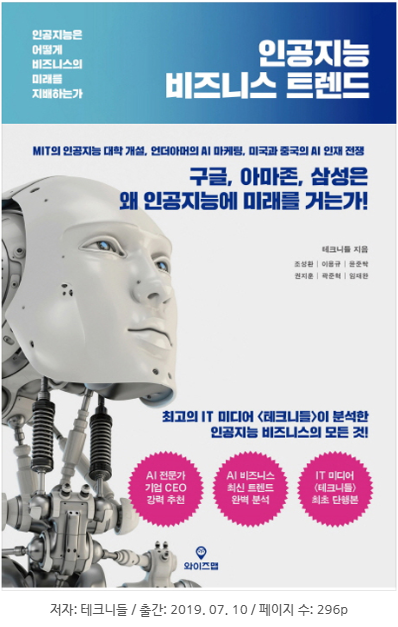 인공지능은
어떻게
비즈니스의
미래를
지배하는가
인공지능
비즈니스 트렌드
MIT의 인공지능 대학 개설, 언더아머의 AI 마케팅, 미국과 중국의 AI 인재 전쟁
구글, 아마존, 삼성은
왜 인공지능에 미래를 거는가!
테크니들 지음
조성환 | 이용규 | 윤준탁
권지훈 | 곽준혁 | 임재완
최고의 IT 미디어 〈테크니들〉이 분석한
인공지능 비즈니스의 모든 것!
AI 전문가
기업 CEO
강력 추천
AI 비즈니스
최신 트렌드
완벽 분석
IT 미디어
〈테크니들〉
최초 단행본
와이즈맵
저자: 테크니들 / 출간: 2019. 07. 10 / 페이지 수: 296p